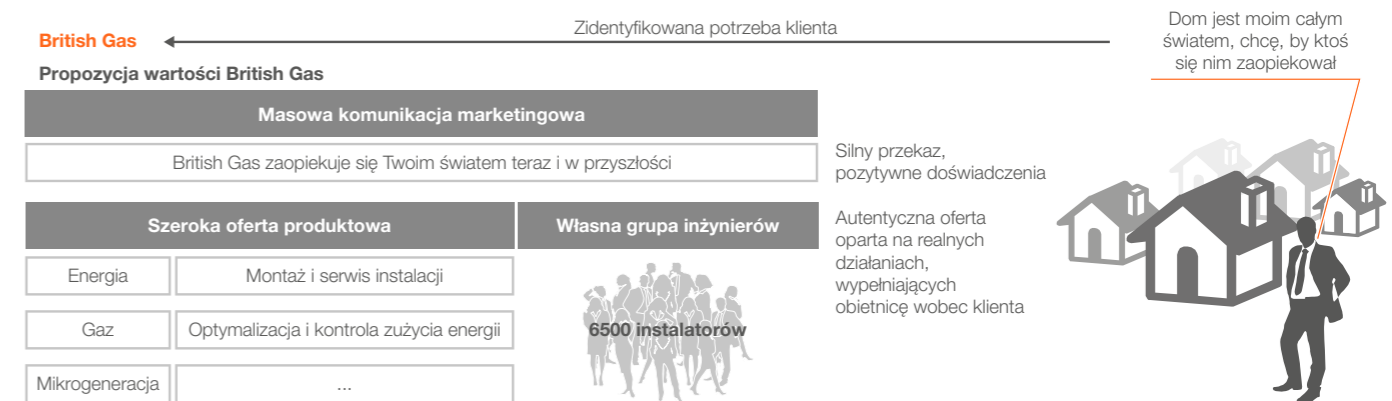 British Gas
Zidentyfikowana potrzeba klienta
Dom jest moim całym
światem, chcę, by ktoś
się nim zaopiekował
Propozycja wartości British Gas
Masowa komunikacja marketingowa
British Gas zaopiekuje się Twoim światem teraz i w przyszłości
Silny przekaz,
pozytywne doświadczenia
Szeroka oferta produktowa
Własna grupa inżynierów
Autentyczna oferta
oparta na realnych
działaniach,
wypełniających
obietnicę wobec klienta
Energia
Montaż i serwis instalacji
Gaz
Optymalizacja i kontrola zużycia energii
6500 instalatorów
Mikrogeneracja
...